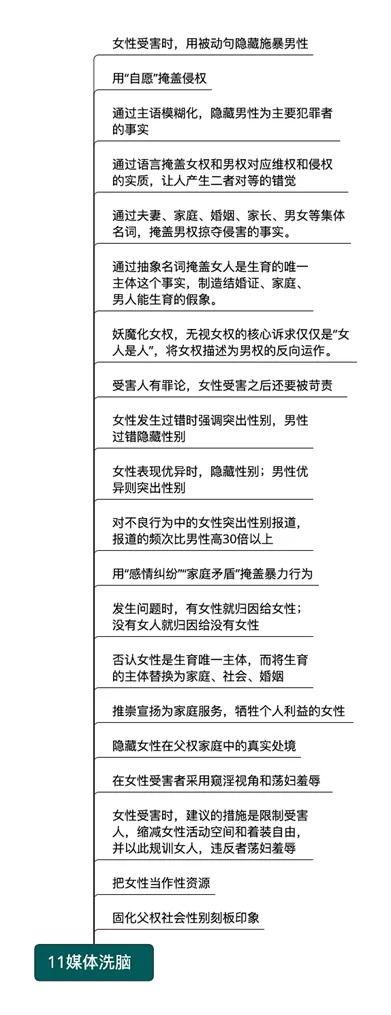 女性受害时，用被动句隐藏施暴男性
用“自愿”掩盖侵权
通过主语模糊化，隐藏男性为主要犯罪者
的事实
通过语言掩盖女权和男权对应维权和侵权
的实质，让人产生二者对等的错觉
通过夫妻、家庭、婚姻、家长、男女等集体
名词，掩盖男权掠夺侵害的事实。
通过抽象名词掩盖女人是生育的唯一
主体这个事实，制造结婚证、家庭、
男人能生育的假象。
妖魔化女权，无视女权的核心诉求仅仅是“女
人是人”，将女权描述为男权的反向运作。
受害人有罪论，女性受害之后还要被苛责
女性发生过错时强调突出性别，男性
过错隐藏性别
女性表现优异时，隐藏性别；男性优
异则突出性别
对不良行为中的女性突出性别报道，
报道的频次比男性高30倍以上
用“感情纠纷”“家庭矛盾”掩盖暴力行为
发生问题时，有女性就归因给女性；
没有女人就归因给没有女性
否认女性是生育唯一主体，而将生育
的主体替换为家庭、社会、婚姻
推崇宣扬为家庭服务，牺牲个人利益的女性
隐藏女性在父权家庭中的真实处境
在女性受害者采用窥淫视角和荡妇羞辱
女性受害时，建议的措施是限制受害
人，缩减女性活动空间和着装自由，
并以此规训女人，违反者荡妇羞辱
把女性当作性资源
固化父权社会性别刻板印象
11媒体洗脑